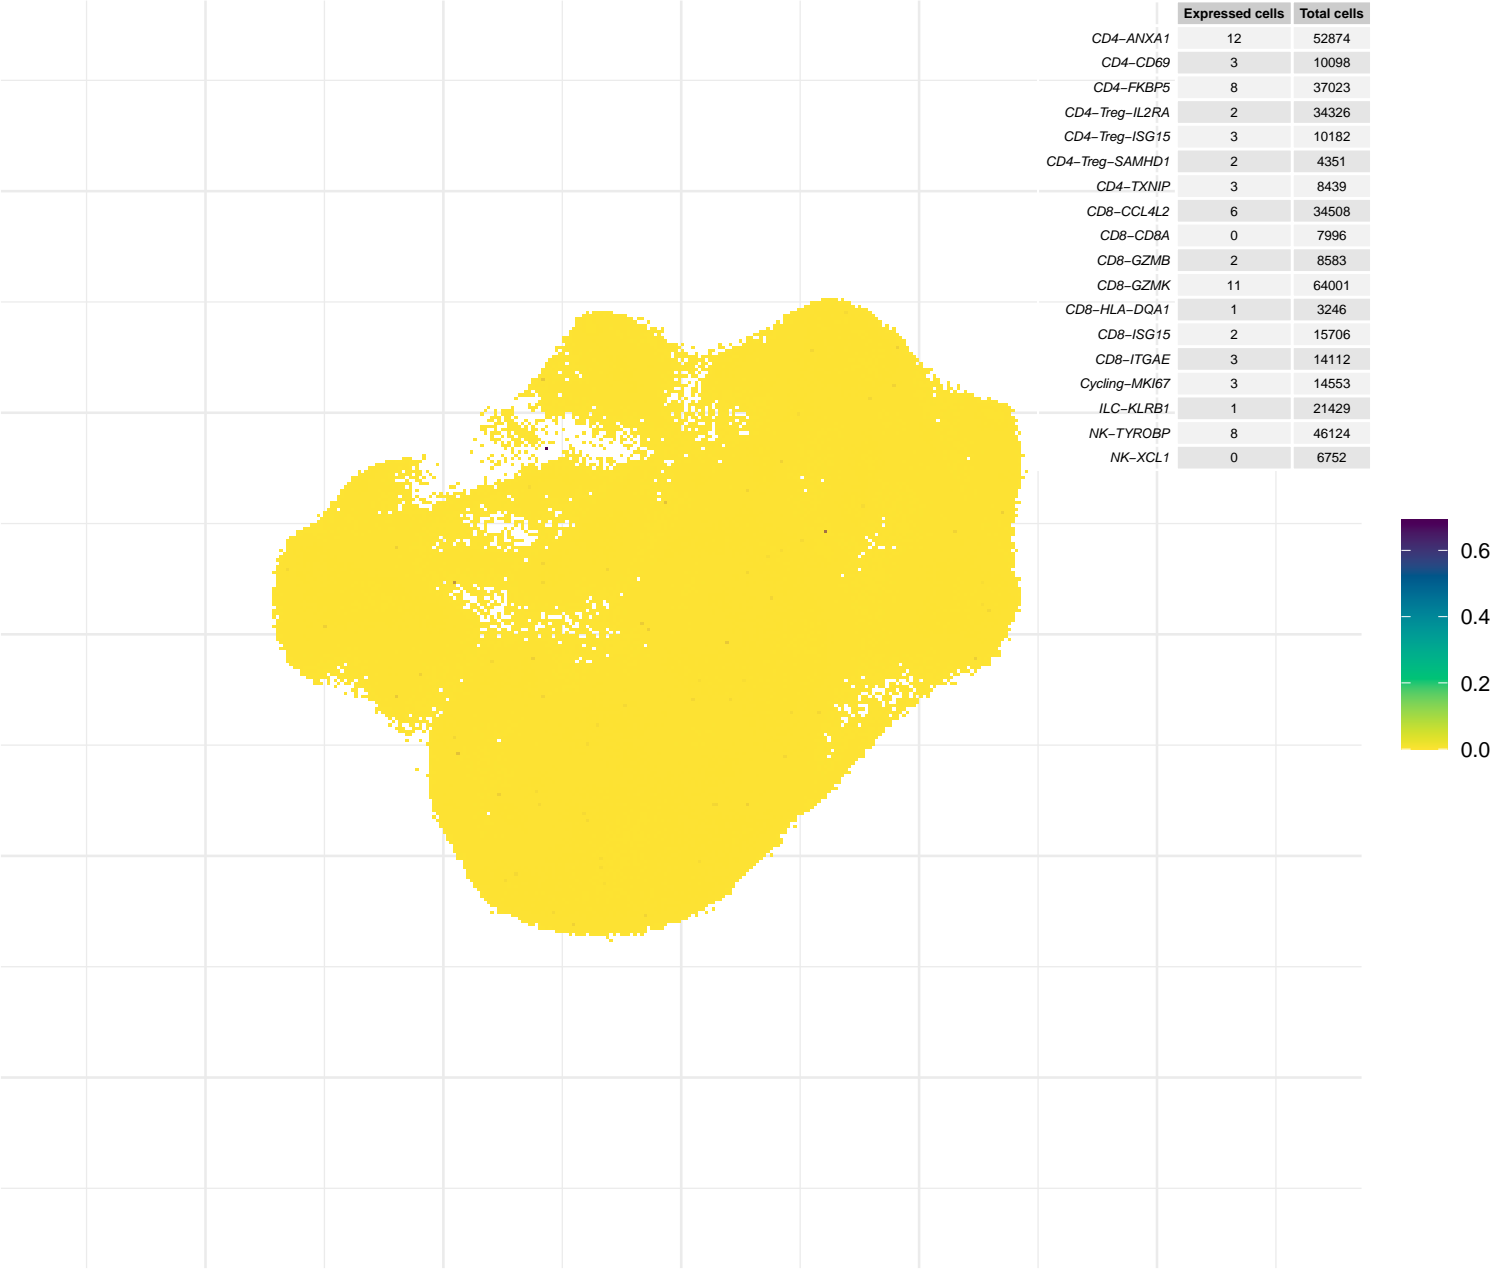 Expressed cells Total cells
CD4−ANXA1 12 52874
CD4−CD69 3 10098
CD4−FKBP5 8 37023
CD4−Treg−IL2RA 2 34326
CD4−Treg−ISG15 3 10182
CD4−Treg−SAMHD1 2 4351
CD4−TXNIP 3 8439
CD8−CCL4L2 6 34508
CD8−CD8A 0 7996
CD8−GZMB 2 8583
CD8−GZMK 11 64001
CD8−HLA−DQA1 1 3246
CD8−ISG15 2 15706
CD8−ITGAE 3 14112
Cycling−MKI67 3 14553
ILC−KLRB1 1 21429
NK−TYROBP 8 46124
NK−XCL1 0 6752
0.6
0.4
0.2
0.0